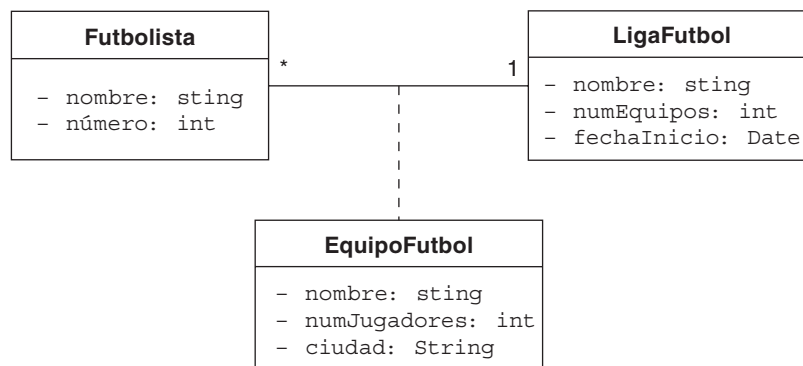 Futbolista
- nombre: sting
- número: int
*
1
LigaFutbol
- nombre: sting
- numEquipos: int
- fechaInicio: Date
EquipoFutbol
- nombre: sting
- numJugadores: int
- ciudad: String